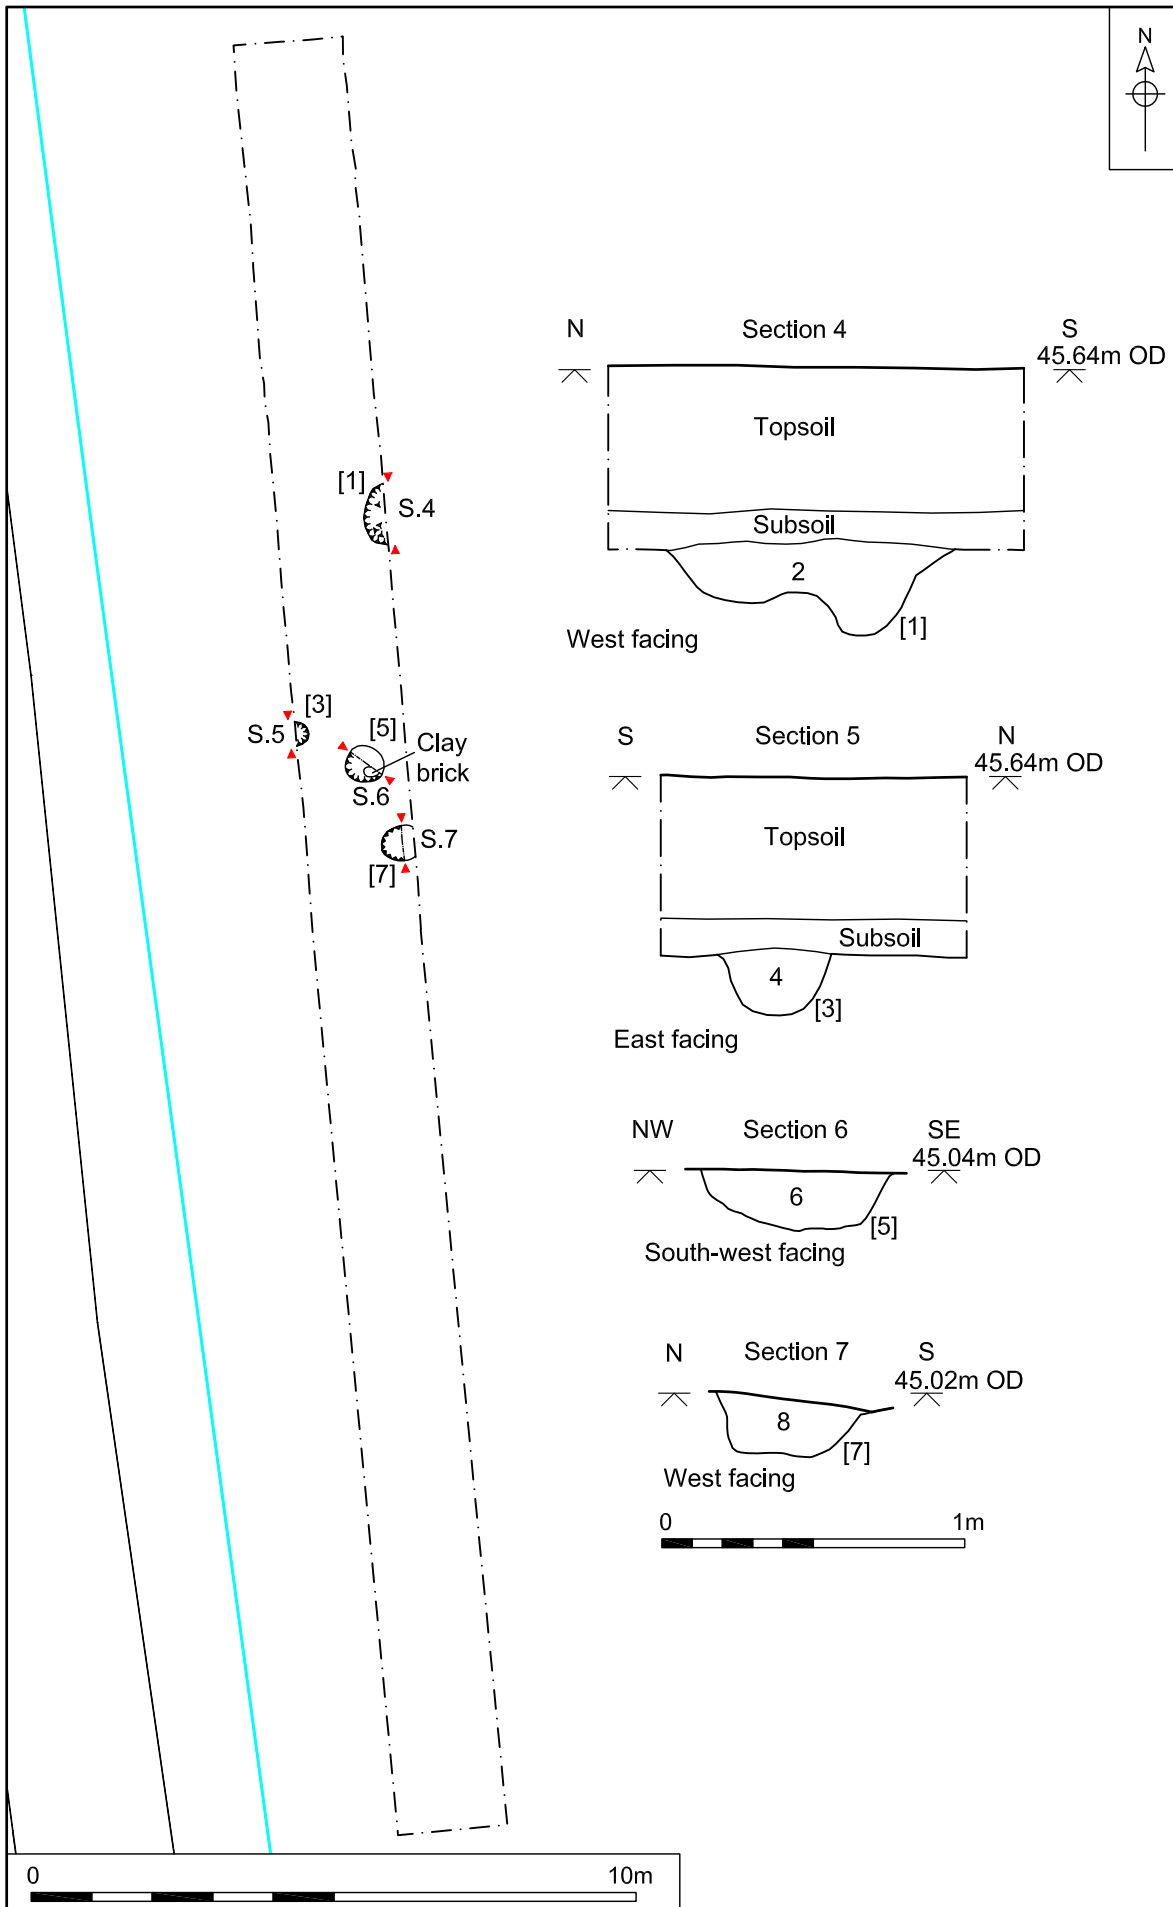 N
N Section 4 S
45.64m OD
Topsoil
Subsoil
2
[1]
West facing
[1]
S.4
[3]
S.5
[5]
Clay
brick
S.6
S.7
[7]
S Section 5 N
45.64m OD
Topsoil
Subsoil
4
[3]
East facing
NW Section 6 SE
45.04m OD
6
[5]
South-west facing
N Section 7 S
45.02m OD
8
[7]
West facing
0 1m
0 10m